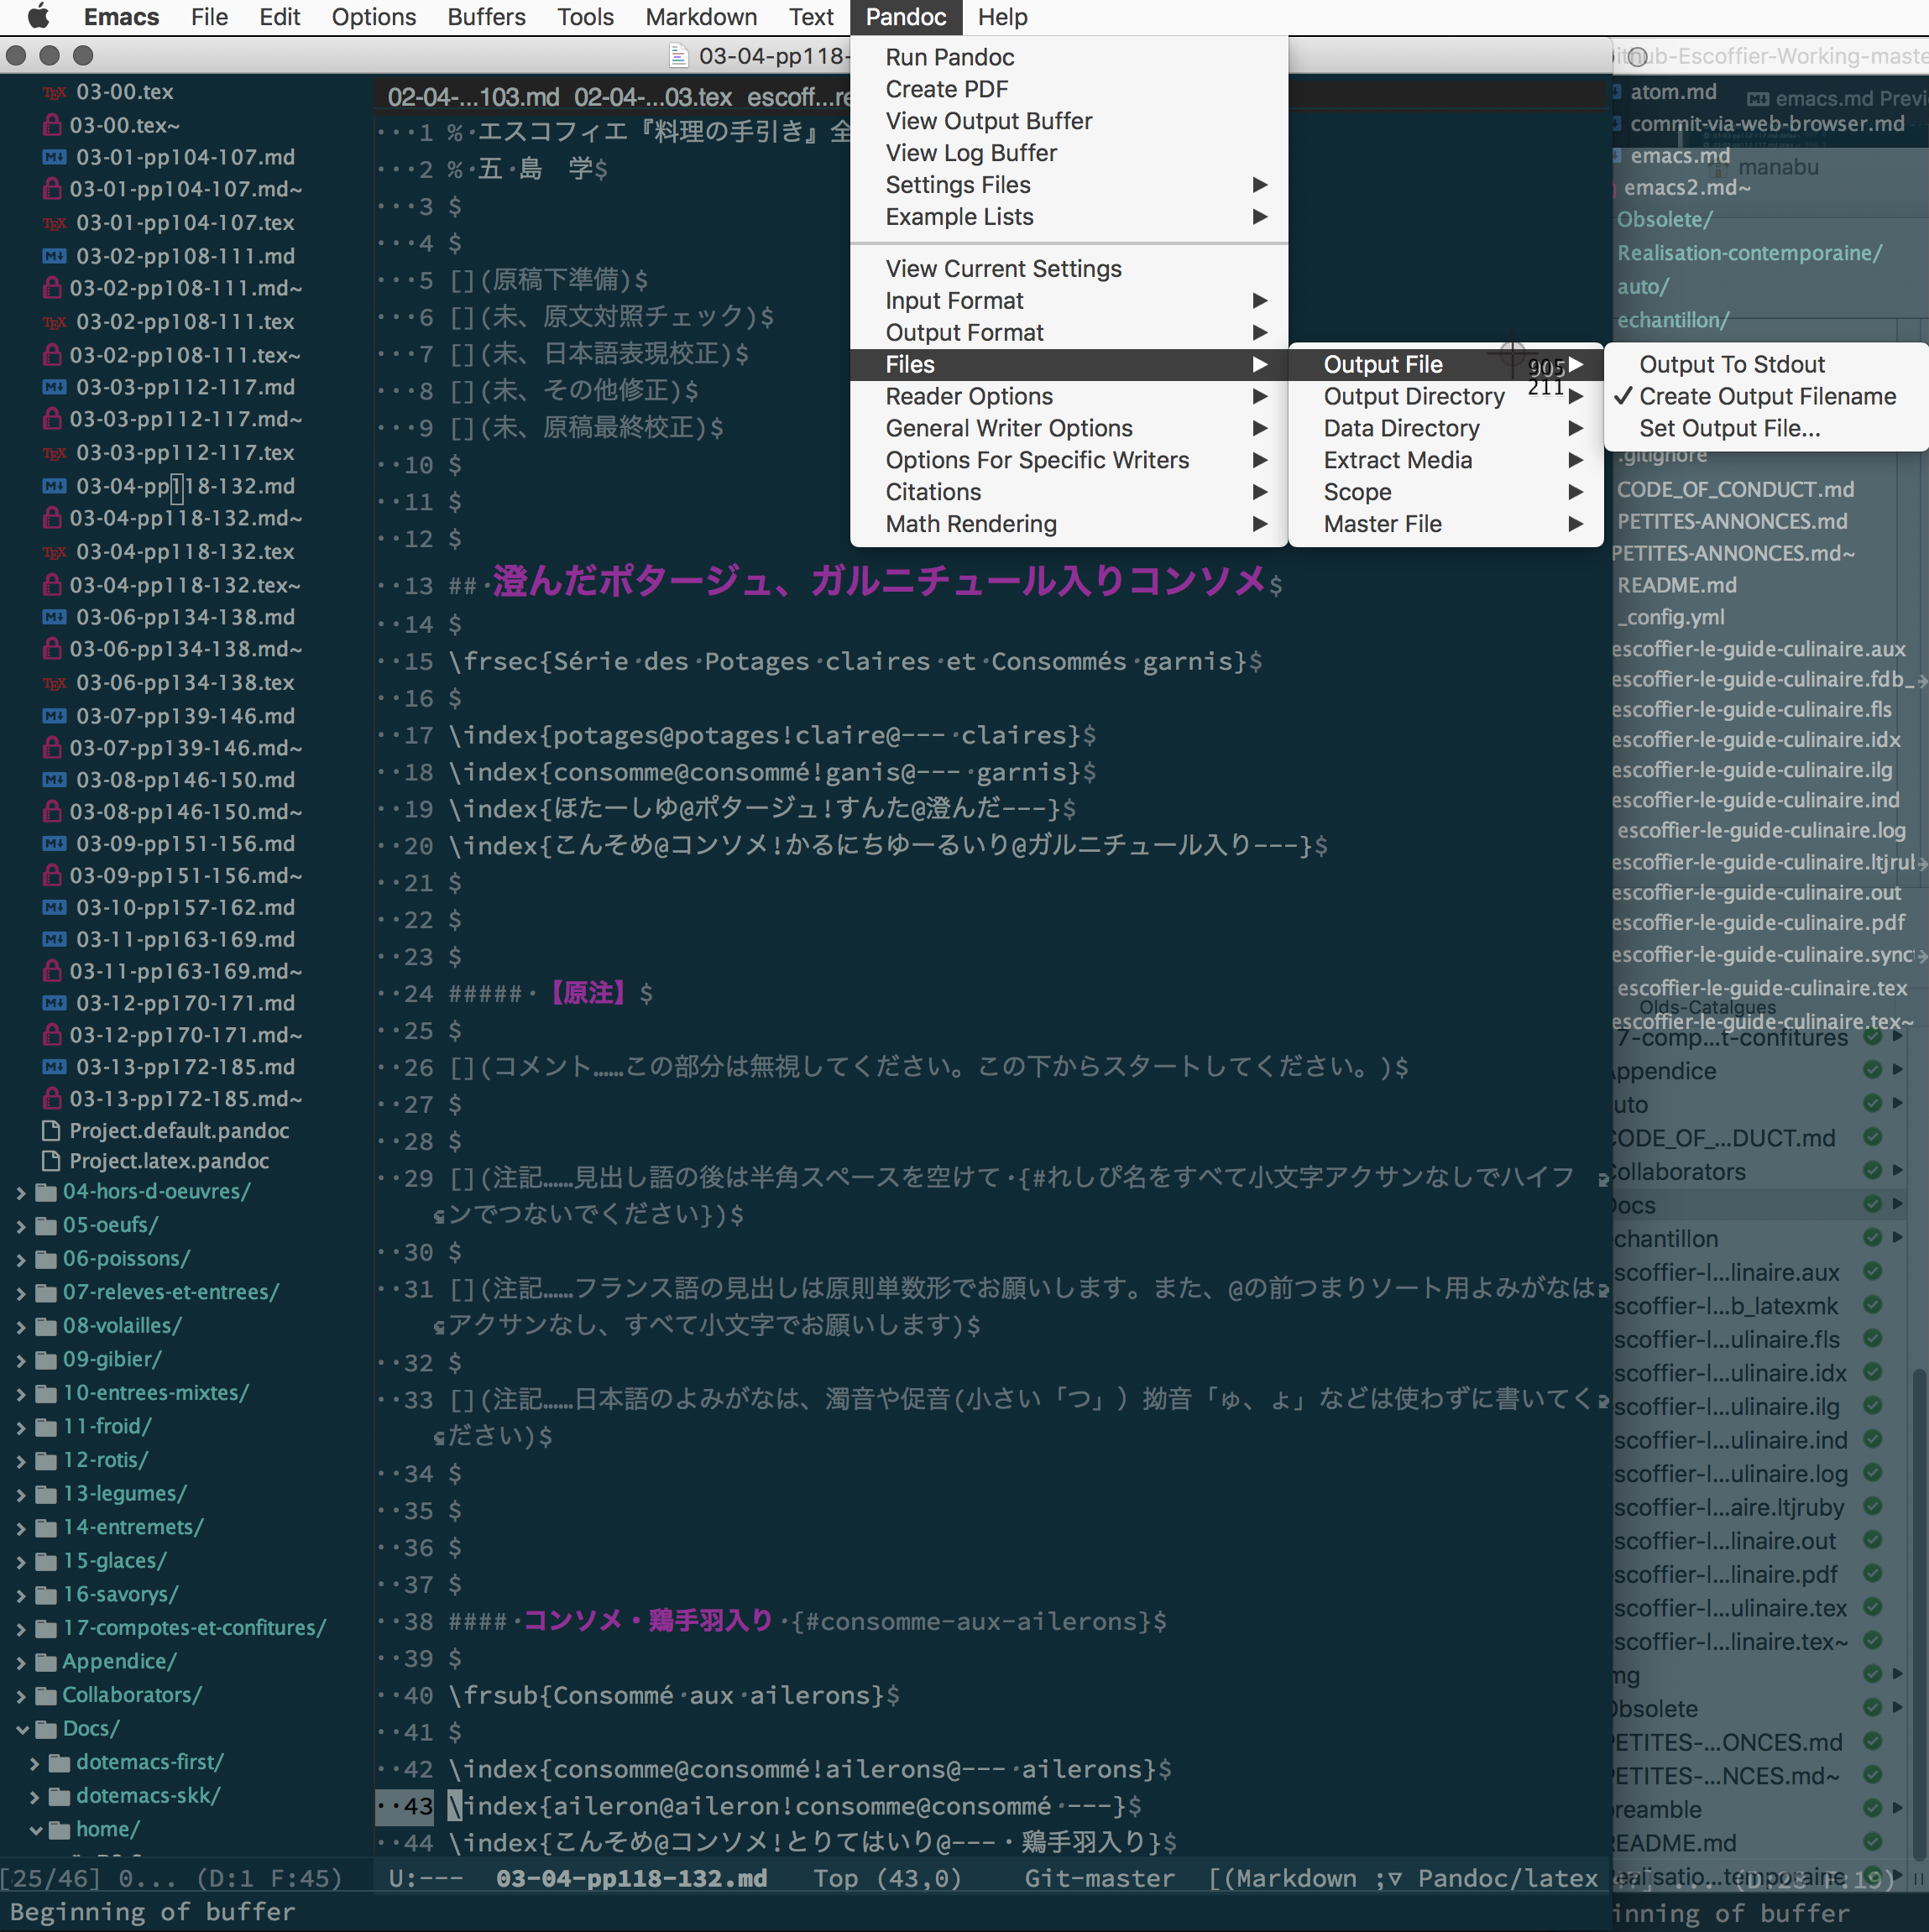 Emacs File Edit Options Buffers Tools Markdown Text Pandoc Help
03-04-pp118-
Run Pandoc
Create PDF
View Output Buffer
View Log Buffer
Settings Files
Example Lists
View Current Settings
Input Format
Output Format
Files
Reader Options
General Writer Options
Options For Specific Writers
Citations
Math Rendering
Output File
Output Directory
Data Directory
Extract Media
Scope
Master File
905
211
Output To Stdout
✓ Create Output Filename
Set Output File...
03-00.tex
03-00.tex~
03-01-pp104-107.md
03-01-pp104-107.md~
03-01-pp104-107.tex
03-02-pp108-111.md
03-02-pp108-111.md~
03-02-pp108-111.tex
03-02-pp108-111.tex~
03-03-pp112-117.md
03-03-pp112-117.md~
03-03-pp112-117.tex
03-04-pp118-132.md
03-04-pp118-132.md~
03-04-pp118-132.tex
03-04-pp118-132.tex~
03-06-pp134-138.md
03-06-pp134-138.md~
03-06-pp134-138.tex
03-07-pp139-146.md
03-07-pp139-146.md~
03-08-pp146-150.md
03-08-pp146-150.md~
03-09-pp151-156.md
03-09-pp151-156.md~
03-10-pp157-162.md
03-11-pp163-169.md
03-11-pp163-169.md~
03-12-pp170-171.md
03-12-pp170-171.md~
03-13-pp172-185.md
03-13-pp172-185.md~
Project.default.pandoc
Project.latex.pandoc
04-hors-d-oeuvres/
05-oeufs/
06-poissons/
07-releves-et-entrees/
08-volailles/
09-gibier/
10-entrees-mixtes/
11-froid/
12-rotis/
13-legumes/
14-entremets/
15-glaces/
16-savorys/
17-compotes-et-confitures/
Appendice/
Collaborators/
Docs/
dotemacs-first/
dotemacs-skk/
home/
[25/46] 0... (D:1 F:45)
02-04-...103.md 02-04-...03.tex escoff...re
1 %·エスコフィエ『料理の手引き』全
2 %·五·島　学$
3 $
4 $
5 [](原稿下準備)$
6 [](未、原文対照チェック)$
7 [](未、日本語表現校正)$
8 [](未、その他修正)$
9 [](未、原稿最終校正)$
10 $
11 $
12 $
13 ##·澄んだポタージュ、ガルニチュール入りコンソメ$
14 $
15 \frsec{Série·des·Potages·claires·et·Consommés·garnis}$
16 $
17 \index{potages@potages!claire@---·claires}$
18 \index{consomme@consommé!ganis@---·garnis}$
19 \index{ほたーしゆ@ポタージュ!すんた@澄んだ---}$
20 \index{こんそめ@コンソメ!かるにちゆーるいり@ガルニチュール入り---}$
21 $
22 $
23 $
24 #####·【原注】$
25 $
26 [](コメント……この部分は無視してください。この下からスタートしてください。)$
27 $
28 $
29 [](注記……見出し語の後は半角スペースを空けて·{#れしぴ名をすべて小文字アクサンなしでハイフ
ンでつないでください})$
30 $
31 [](注記……フランス語の見出しは原則単数形でお願いします。また、@の前つまりソート用よみがなは
アクサンなし、すべて小文字でお願いします)$
32 $
33 [](注記……日本語のよみがなは、濁音や促音(小さい「つ」）拗音「ゅ、ょ」などは使わずに書いてく
ださい)$
34 $
35 $
36 $
37 $
38 ####·コンソメ・鶏手羽入り·{#consomme-aux-ailerons}$
39 $
40 \frsub{Consommé·aux·ailerons}$
41 $
42 \index{consomme@consommé!ailerons@---·ailerons}$
43 \index{aileron@aileron!consomme@consommé·---}$
44 \index{こんそめ@コンソメ!とりてはいり@---・鶏手羽入り}$
U:--- 03-04-pp118-132.md Top (43,0) Git-master [(Markdown ;▽ Pandoc/latex
Beginning of buffer
ithub-Escoffier-Working-maste
atom.md
emacs.md Previ
commit-via-web-browser.md
emacs.md
manabu
emacs2.md~
Obsolete/
Realisation-contemporaine/
auto/
echantillon/
.gitignore
CODE_OF_CONDUCT.md
PETITES-ANNONCES.md
PETITES-ANNONCES.md~
README.md
_config.yml
escoffier-le-guide-culinaire.aux
escoffier-le-guide-culinaire.fdb_
escoffier-le-guide-culinaire.fls
escoffier-le-guide-culinaire.idx
escoffier-le-guide-culinaire.ilg
escoffier-le-guide-culinaire.ind
escoffier-le-guide-culinaire.log
escoffier-le-guide-culinaire.ltjrub
escoffier-le-guide-culinaire.out
escoffier-le-guide-culinaire.pdf
escoffier-le-guide-culinaire.sync
escoffier-le-guide-culinaire.tex
Olds-Catalgues
escoffier-le-guide-culinaire.tex~
7-comp...t-confitures
ppendice
uto
CODE_OF_...DUCT.md
ollaborators
ocs
chantillon
scoffier-l...linaire.aux
scoffier-l...b_latexmk
scoffier-l...ulinaire.fls
scoffier-l...ulinaire.idx
scoffier-l...ulinaire.ilg
scoffier-l...ulinaire.ind
scoffier-l...ulinaire.log
scoffier-l...aire.ltjruby
scoffier-l...linaire.out
scoffier-l...linaire.pdf
scoffier-l...ulinaire.tex
scoffier-l...linaire.tex~
mg
Obsolete
PETITES-...ONCES.md
PETITES-...NCES.md~
preamble
README.md
ealisatio...temporaine
inning of buffer